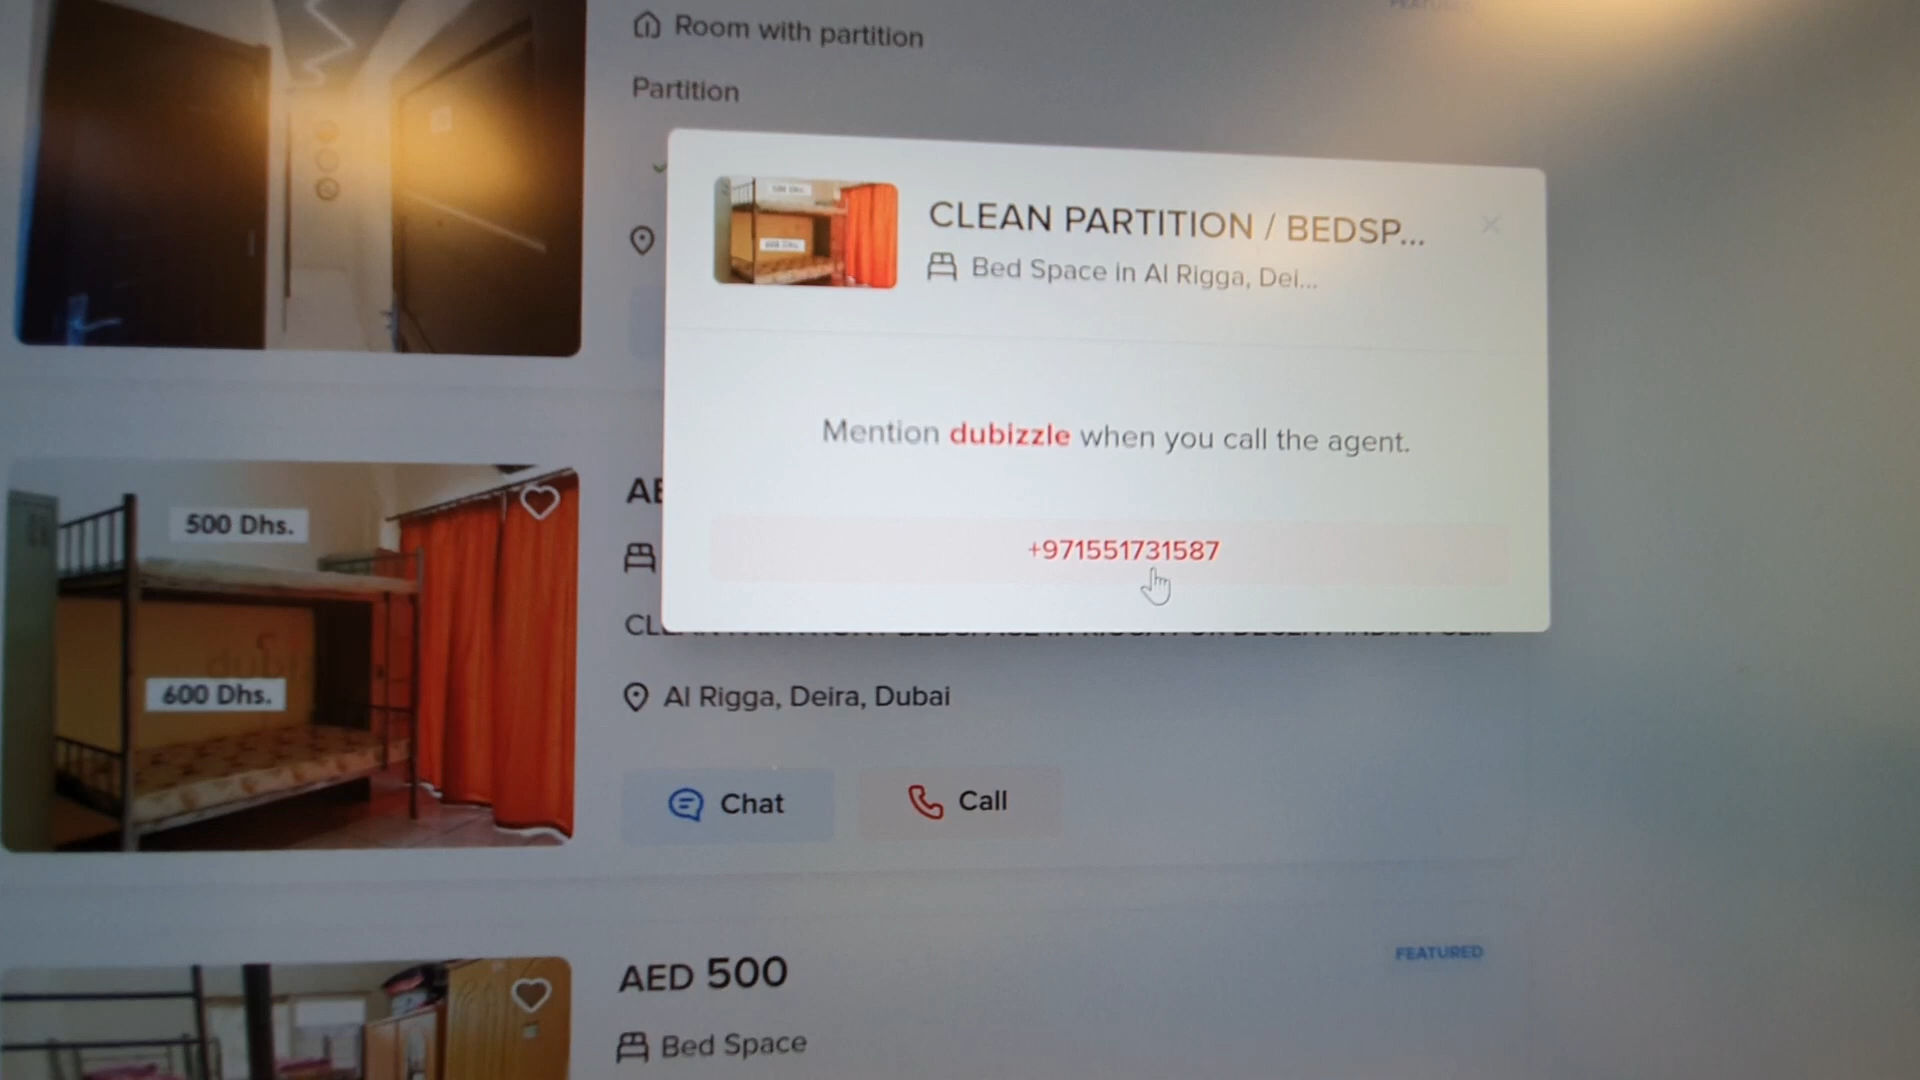 Room with partition
Partition
CLEAN PARTITION / BEDSP...
Bed Space in Al Rigga, Dei...
Mention dubizzle when you call the agent.
+971551731587
500 Dhs.
600 Dhs.
Al Rigga, Deira, Dubai
Chat
Call
AED 500
FEATURED
Bed Space